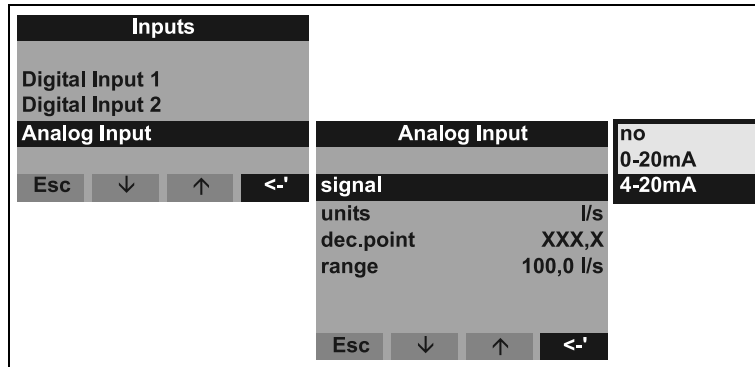 Inputs
Digital Input 1
Digital Input 2
Analog Input
Esc ↓ ↑ <-'
Analog Input
signal
units l/s
dec.point XXX,X
range 100,0 l/s
Esc ↓ ↑ <-'
no
0-20mA
4-20mA